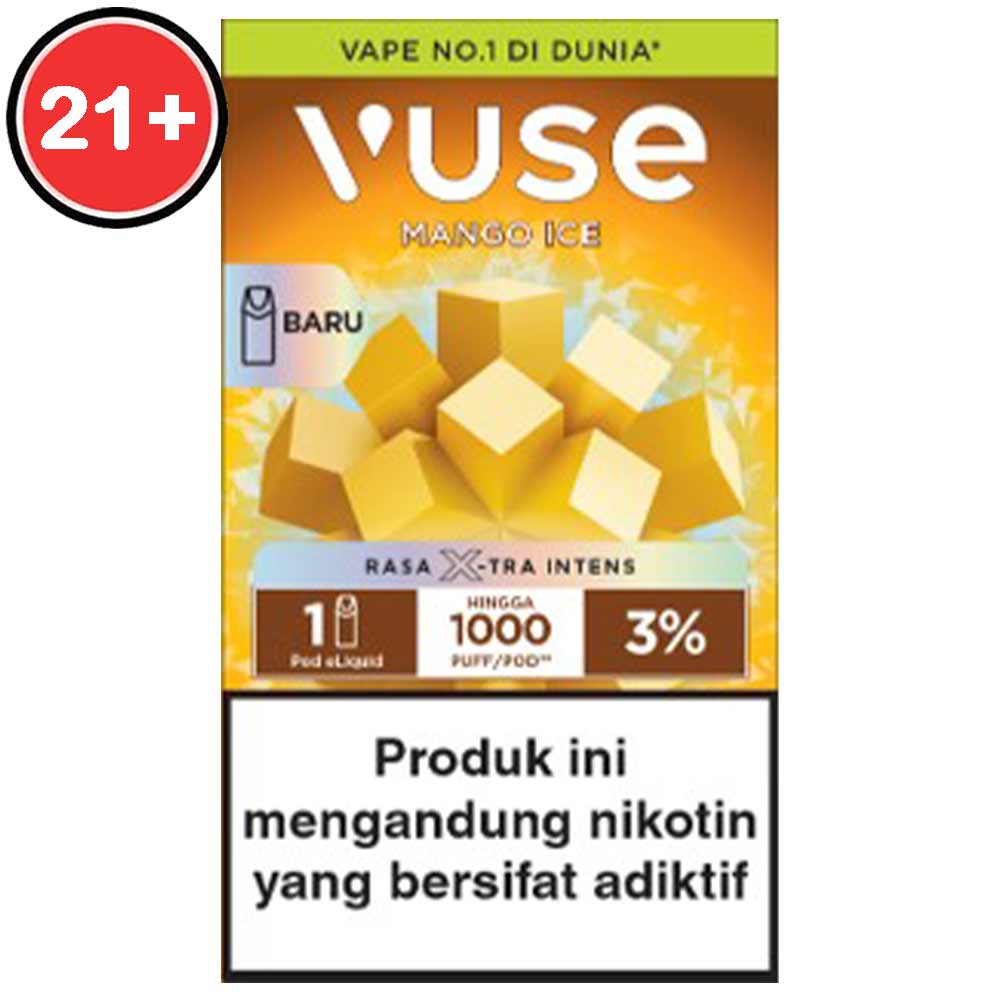 21+
VAPE NO.1 DI DUNIA*
VUSE
MANGO ICE
BARU
RASA X-TRA INTENS
1
Pod eLiquid
HINGGA
1000
PUFF/POD**
3%
Produk ini
mengandung nikotin
yang bersifat adiktif